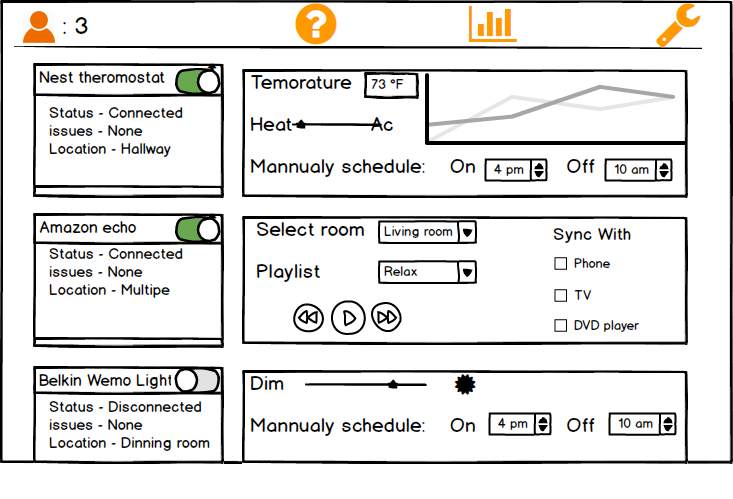 : 3
Nest theromostat
Status - Connected
issues - None
Location - Hallway
Temorature 73 °F
Heat Ac
Mannualy schedule: On 4 pm Off 10 am
Amazon echo
Status - Connected
issues - None
Location - Multipe
Select room Living room
Playlist Relax
Sync With
Phone
TV
DVD player
Belkin Wemo Light
Status - Disconnected
issues - None
Location - Dinning room
Dim
Mannualy schedule: On 4 pm Off 10 am